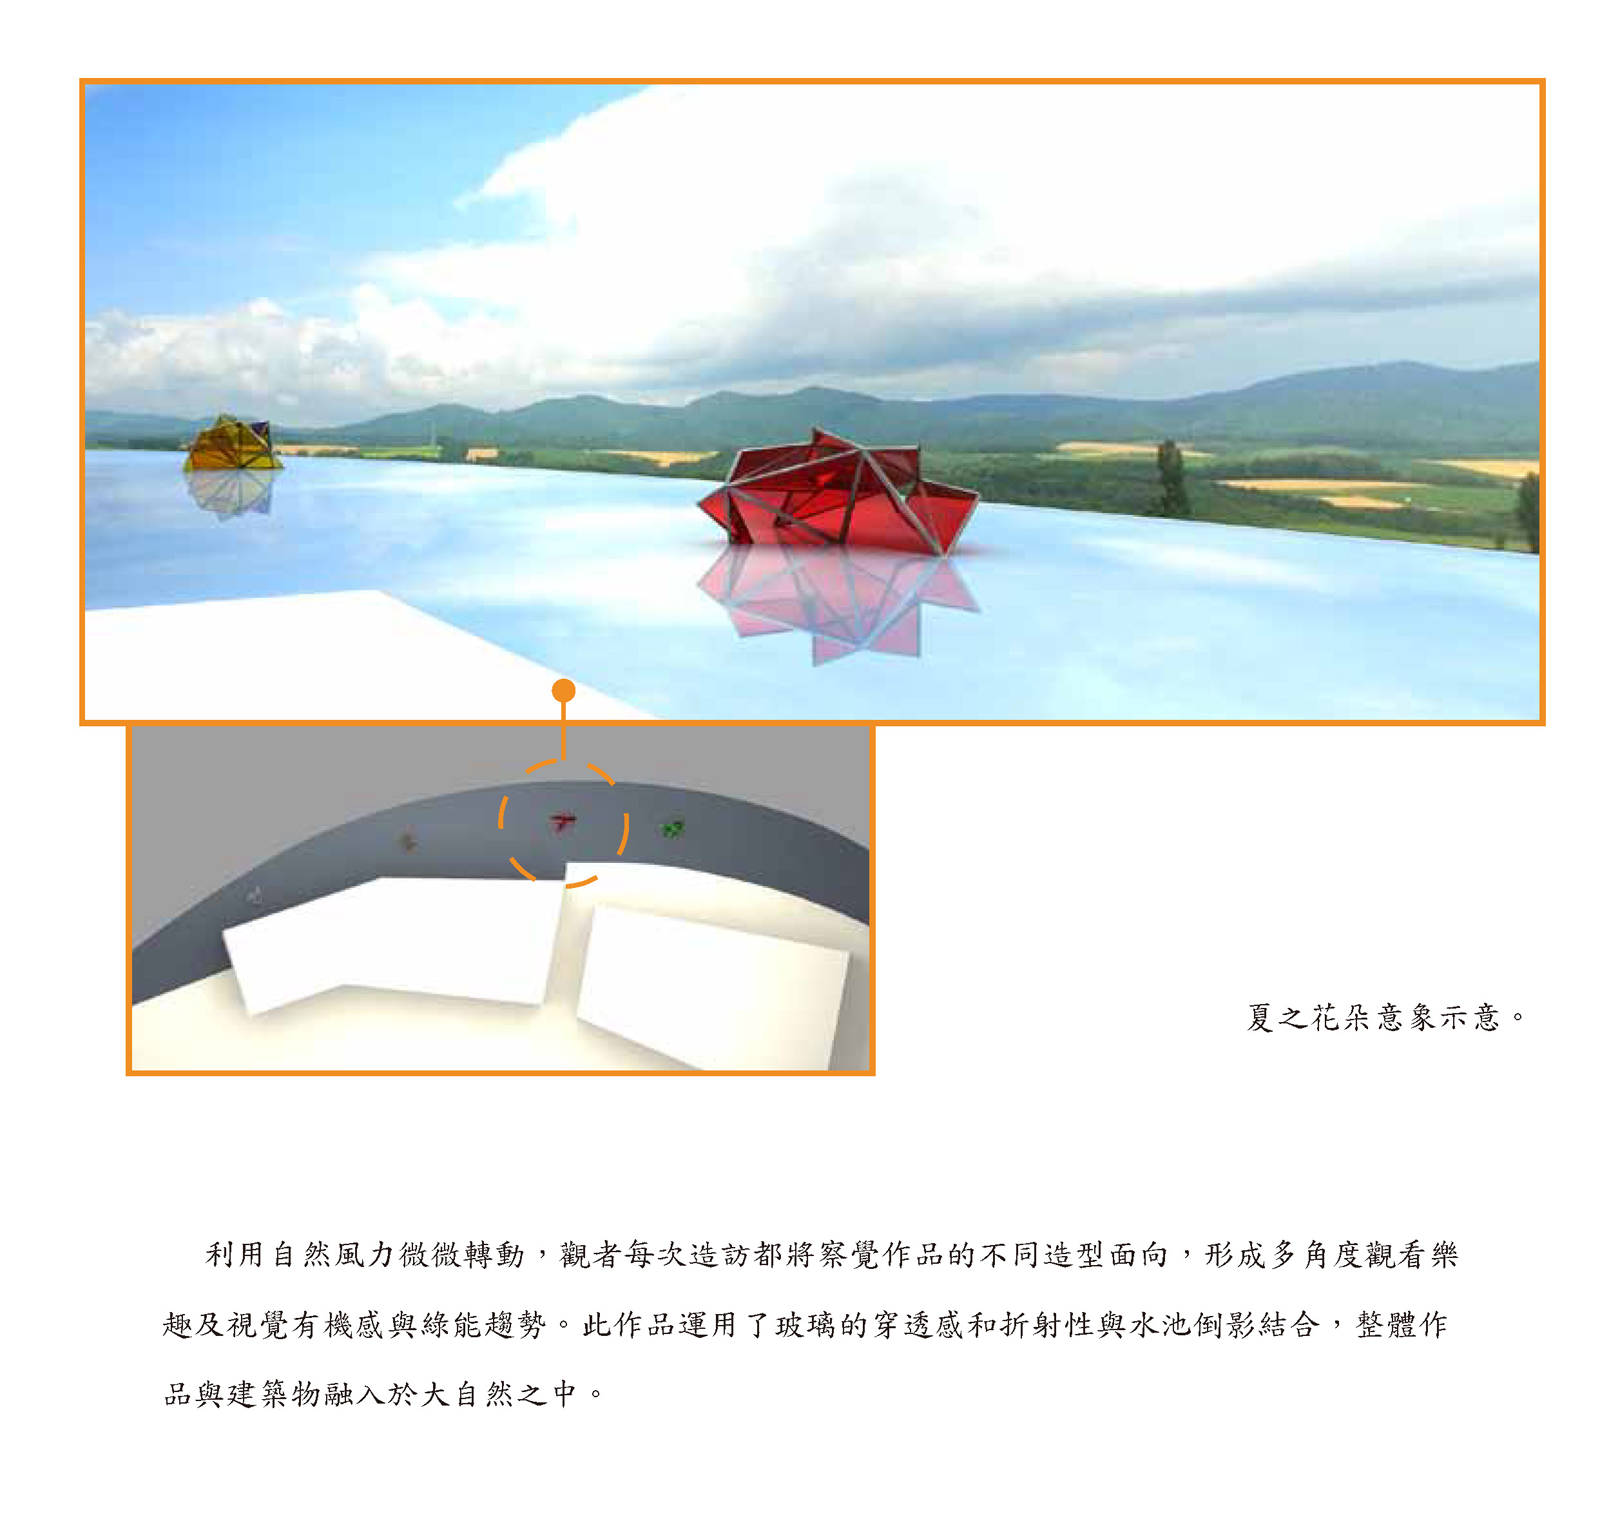 夏之花朵意象示意。
利用自然風力微微轉動，觀者每次造訪都將察覺作品的不同造型面向，形成多角度觀看樂
趣及視覺有機感與綠能趨勢。此作品運用了玻璃的穿透感和折射性與水池倒影結合，整體作
品與建築物融入於大自然之中。